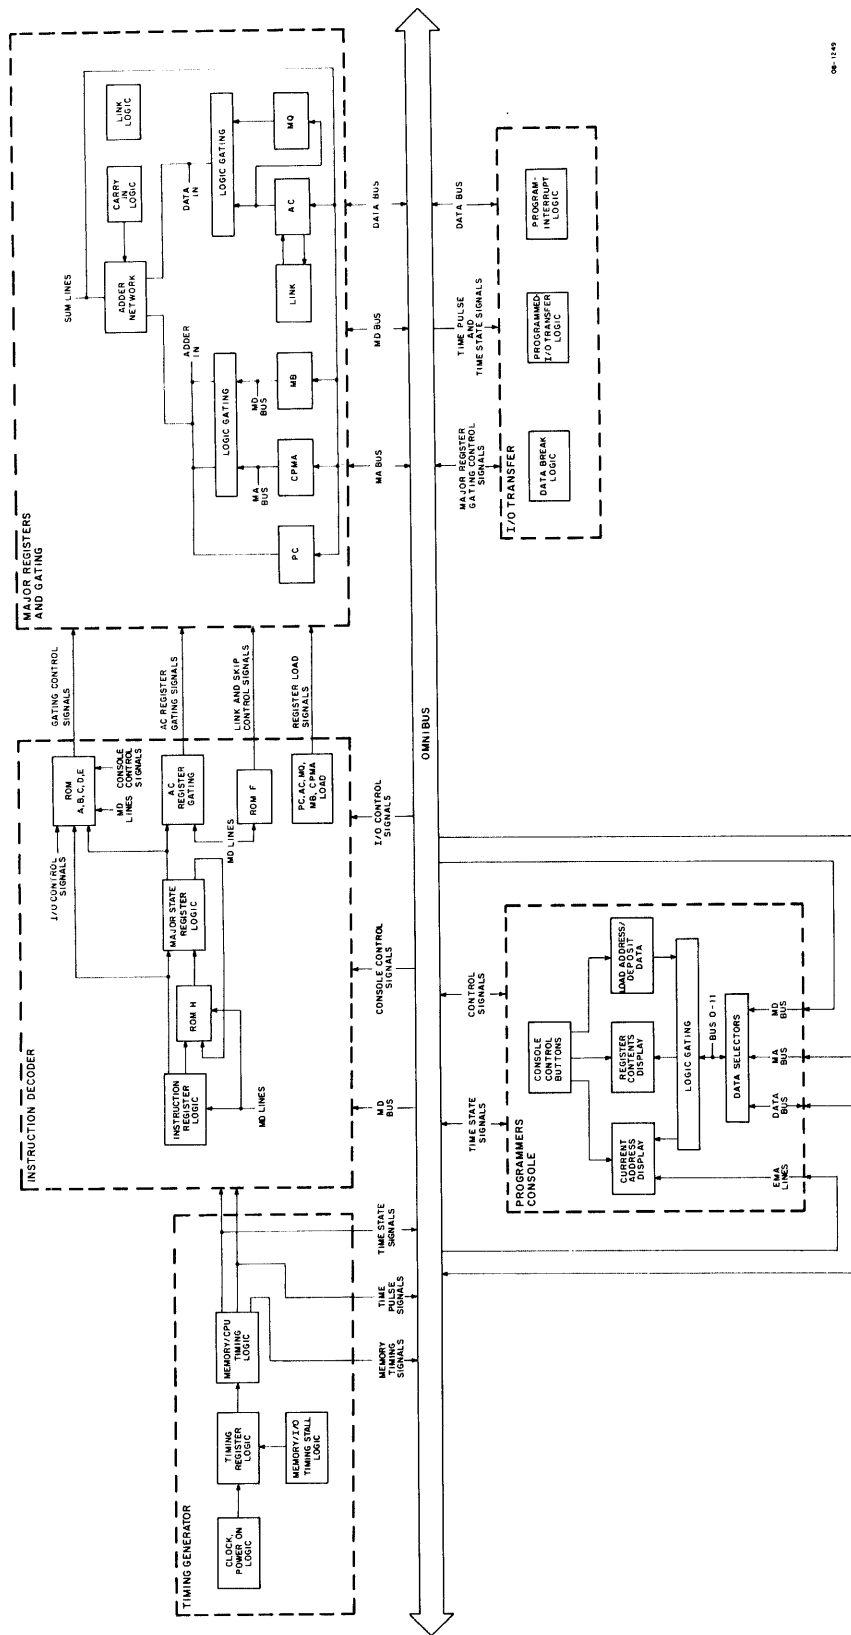 TIMING GENERATOR
CLOCK,
POWER ON
LOGIC
TIMING
REGISTER
LOGIC
MEMORY/I/O
TIMING STALL
LOGIC
MEMORY/CPU
TIMING
LOGIC
MEMORY
TIMING
SIGNALS
TIME
PULSE
SIGNALS
TIME STATE
SIGNALS
INSTRUCTION DECODER
INSTRUCTION
REGISTER
LOGIC
MD LINES
ROM H
MAJOR STATE
REGISTER
LOGIC
I/O CONTROL
SIGNALS
ROM
A,B,C,D,E
MD
LINES
CONSOLE
CONTROL
SIGNALS
AC
REGISTER
GATING
MD LINES
ROM F
PC, AC, MQ,
MB, CPMA
LOAD
MD
BUS
CONSOLE CONTROL
SIGNALS
I/O CONTROL
SIGNALS
GATING CONTROL
SIGNALS
AC REGISTER
GATING SIGNALS
LINK AND SKIP
CONTROL SIGNALS
REGISTER LOAD
SIGNALS
MAJOR REGISTERS
AND GATING
SUM LINES
ADDER
NETWORK
CARRY
IN
LOGIC
LINK
LOGIC
ADDER
IN
DATA
IN
LOGIC GATING
LOGIC GATING
MA
BUS
MD
BUS
PC
CPMA
MB
LINK
AC
MQ
MA BUS
MD BUS
DATA BUS
OMNIBUS
TIME STATE
SIGNALS
CONTROL
SIGNALS
PROGRAMMERS
CONSOLE
CONSOLE
CONTROL
BUTTONS
CURRENT
ADDRESS
DISPLAY
REGISTER
CONTENTS
DISPLAY
LOAD ADDRESS/
DEPOSIT
DATA
LOGIC GATING
BUS 0-11
DATA SELECTORS
EMA
LINES
DATA
BUS
MA
BUS
MD
BUS
MAJOR REGISTER
GATING CONTROL
SIGNALS
TIME PULSE
AND
TIME STATE SIGNALS
DATA BUS
I/O TRANSFER
DATA BREAK
LOGIC
PROGRAMMED-
I/O TRANSFER
LOGIC
PROGRAM-
INTERRUPT
LOGIC
08-1249